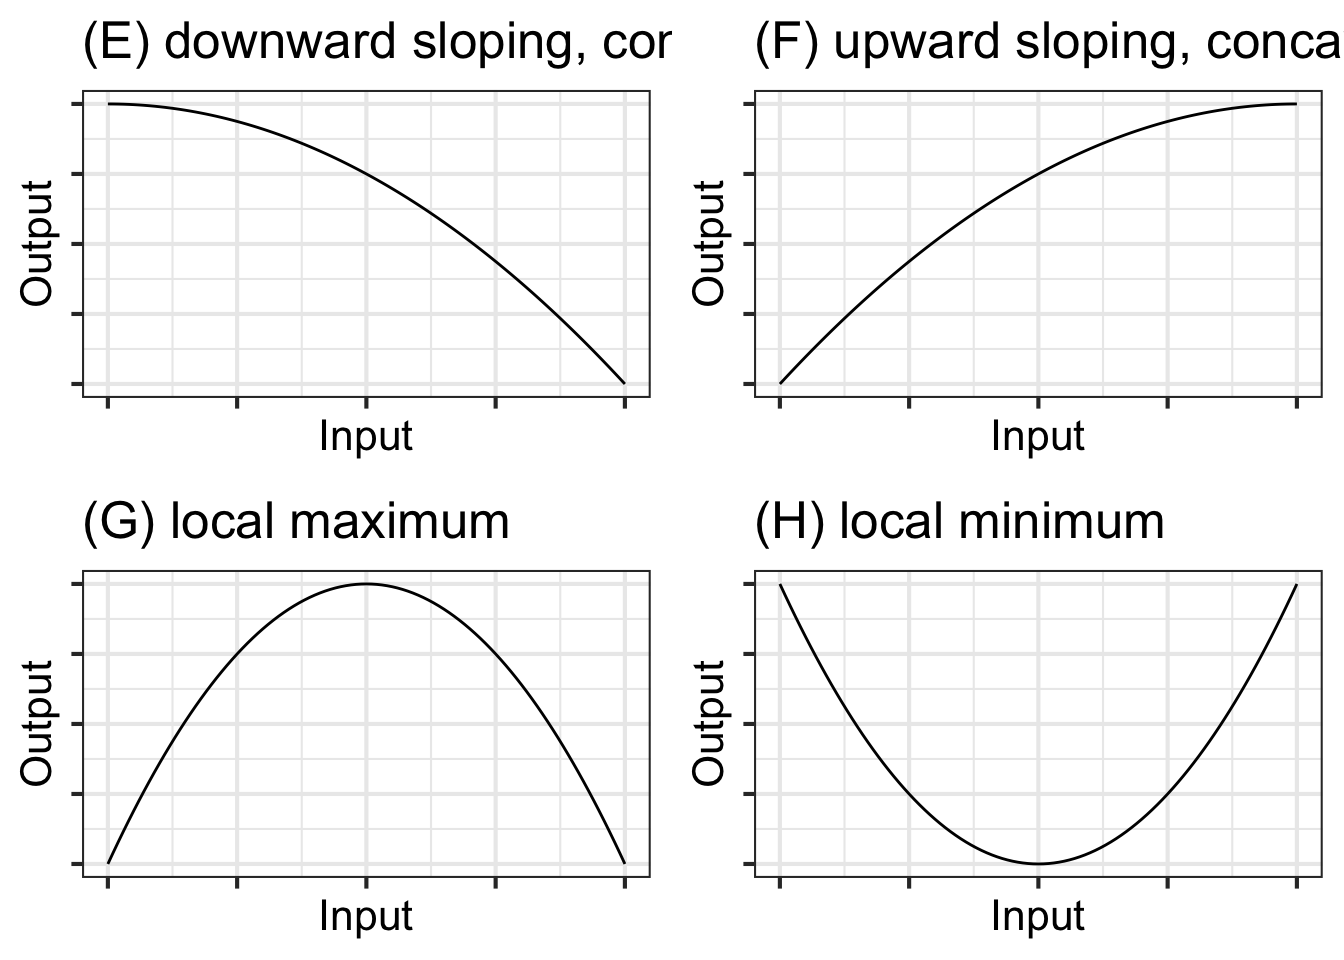 (E) downward sloping, cor
(F) upward sloping, conca
Output
Input
Output
Input
(G) local maximum
(H) local minimum
Output
Input
Output
Input